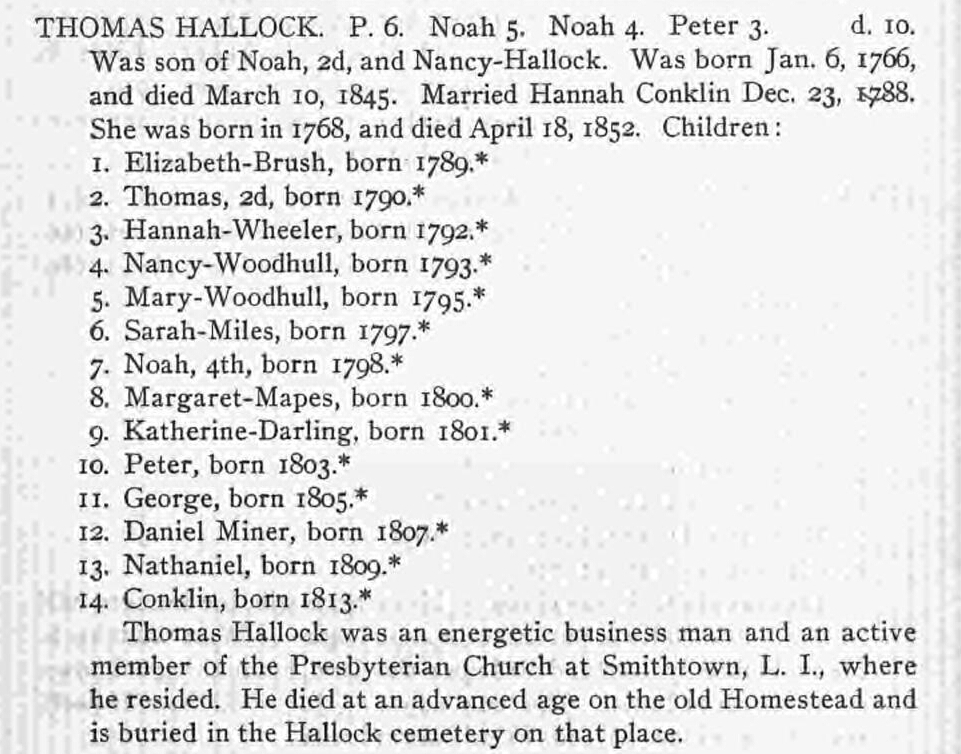 THOMAS HALLOCK. P. 6. Noah 5. Noah 4. Peter 3. d. 10.
Was son of Noah, 2d, and Nancy-Hallock. Was born Jan. 6, 1766,
and died March 10, 1845. Married Hannah Conklin Dec. 23, 1788.
She was born in 1768, and died April 18, 1852. Children:
1. Elizabeth-Brush, born 1789.*
2. Thomas, 2d, born 1790.*
3. Hannah-Wheeler, born 1792.*
4. Nancy-Woodhull, born 1793.*
5. Mary-Woodhull, born 1795.*
6. Sarah-Miles, born 1797.*
7. Noah, 4th, born 1798.*
8. Margaret-Mapes, born 1800.*
9. Katherine-Darling, born 1801.*
10. Peter, born 1803.*
11. George, born 1805.*
12. Daniel Miner, born 1807.*
13. Nathaniel, born 1809.*
14. Conklin, born 1813.*
Thomas Hallock was an energetic business man and an active
member of the Presbyterian Church at Smithtown, L. I., where
he resided. He died at an advanced age on the old Homestead and
is buried in the Hallock cemetery on that place.